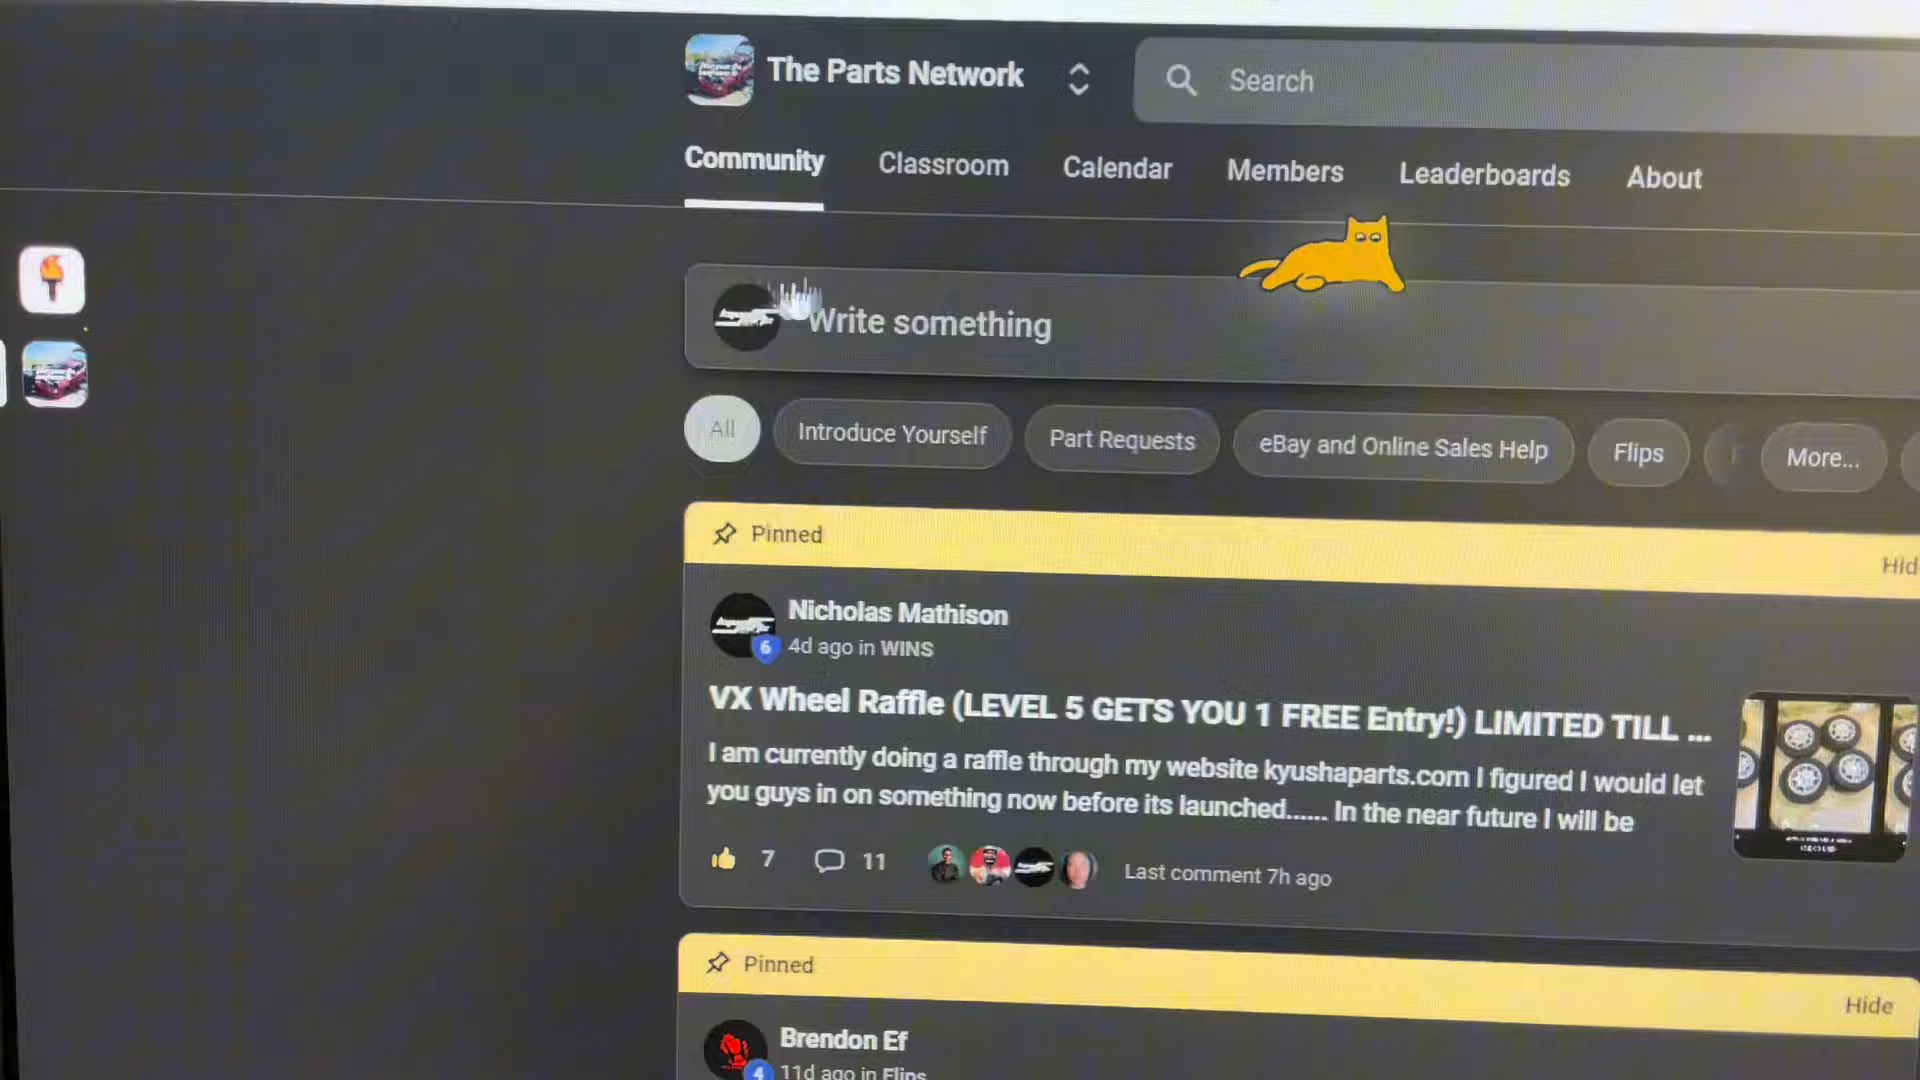 The Parts Network
Search
Community
Classroom
Calendar
Members
Leaderboards
About
Write something
All
Introduce Yourself
Part Requests
eBay and Online Sales Help
Flips
More...
Pinned
Nicholas Mathison
6
4d ago in WINS
VX Wheel Raffle (LEVEL 5 GETS YOU 1 FREE Entry!) LIMITED TILL ...
I am currently doing a raffle through my website kyushaparts.com I figured I would let
you guys in on something now before its launched...... In the near future I will be
7
11
Last comment 7h ago
Pinned
Hide
Brendon Ef
4
11d ago in Flips